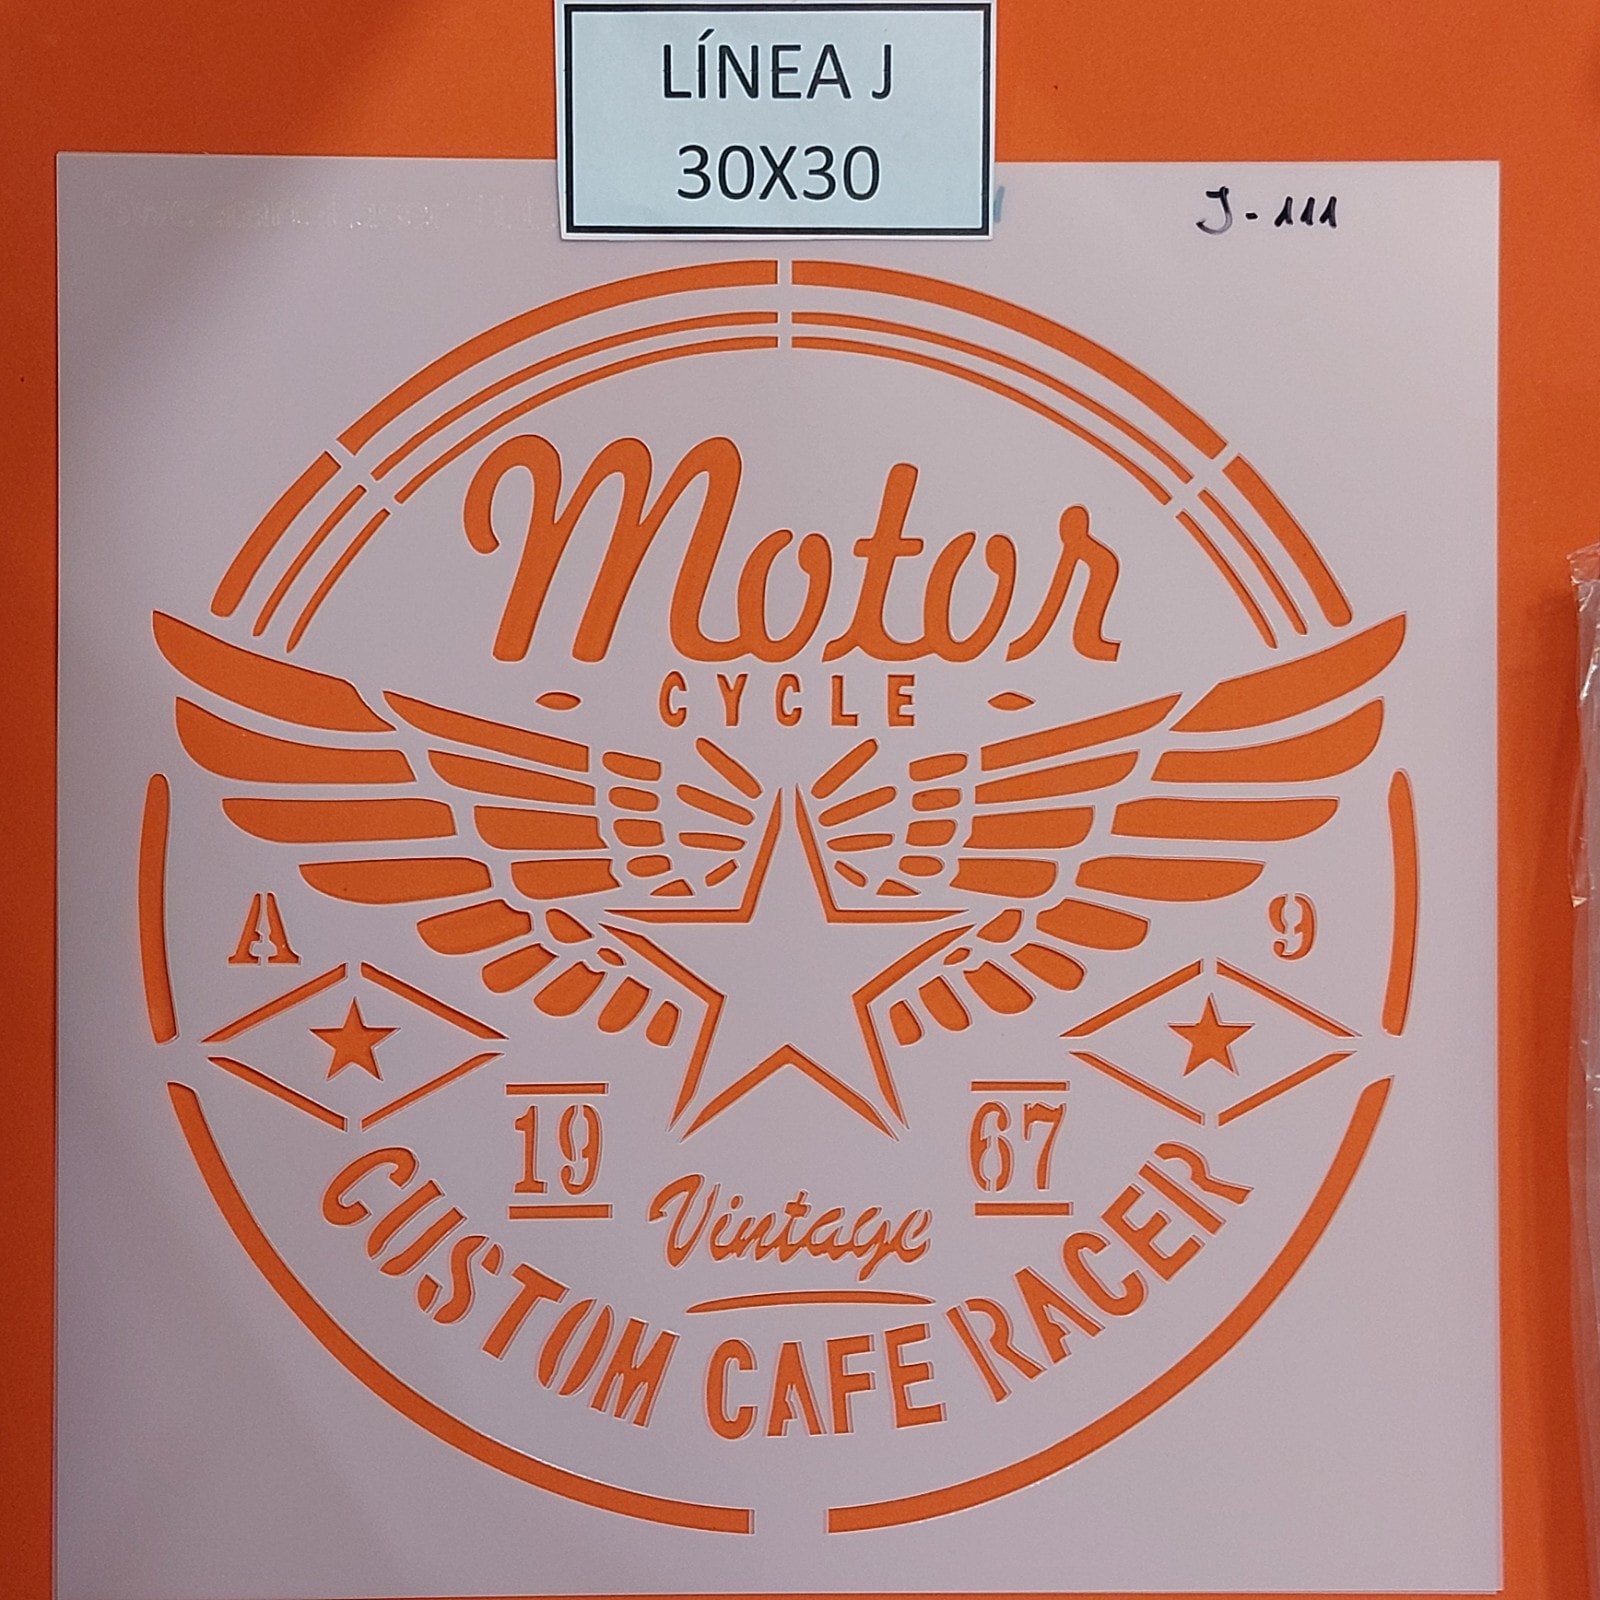 LÍNEA J
30X30
J-111
Motor
CYCLE
A
9
19
67
Vintage
CUSTOM CAFE RACER